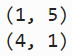 (1, 5)
(4, 1)